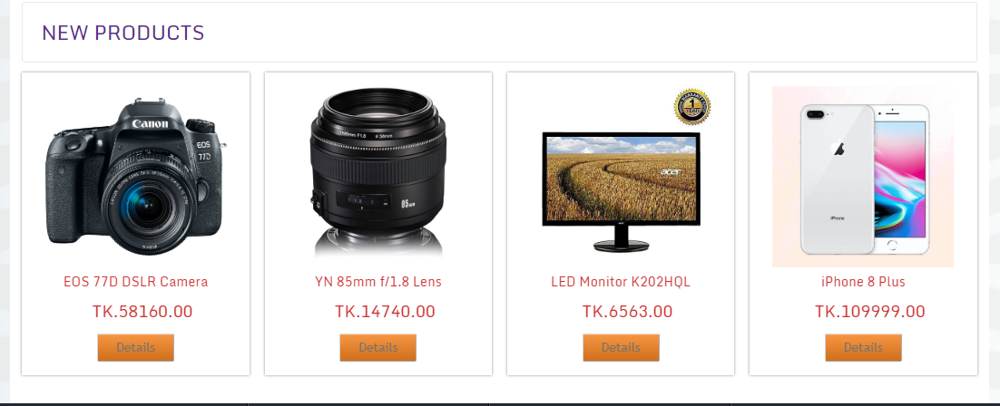 NEW PRODUCTS
Canon
EOS
77D
85mm
1
acer
iPhone
EOS 77D DSLR Camera
YN 85mm f/1.8 Lens
LED Monitor K202HQL
iPhone 8 Plus
TK.58160.00
TK.14740.00
TK.6563.00
TK.109999.00
Details
Details
Details
Details